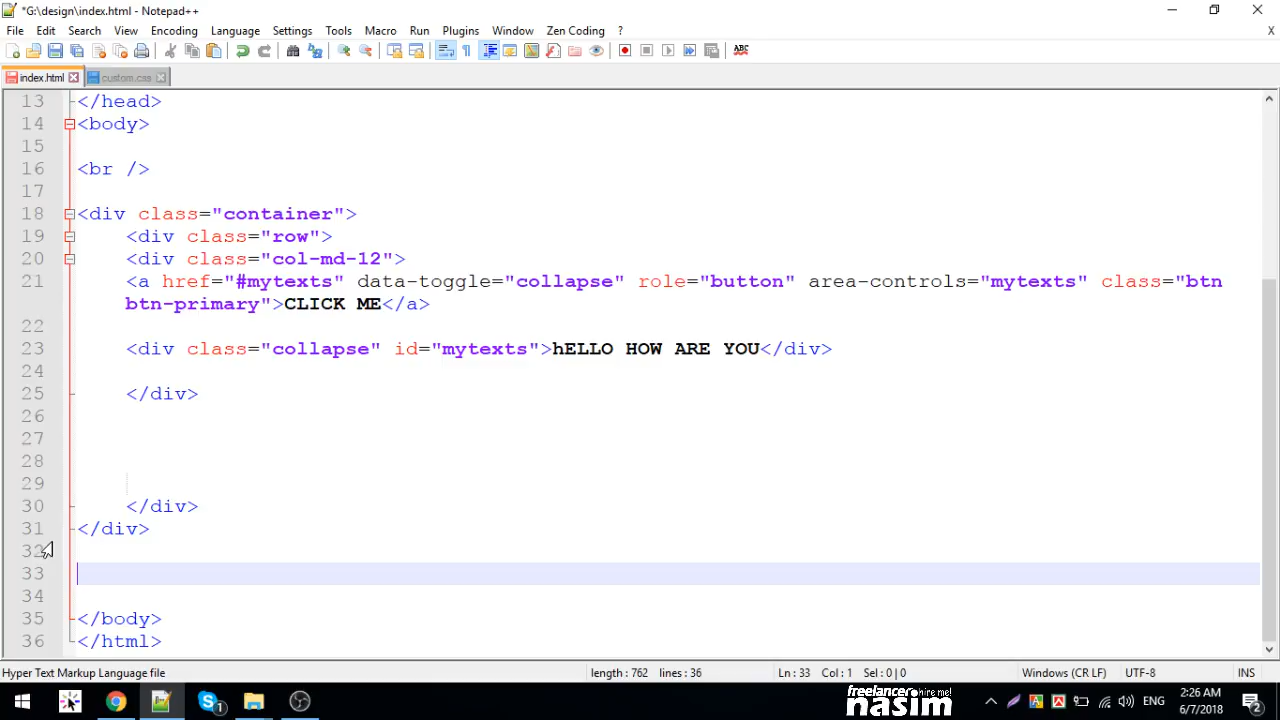 *G:\design\index.html - Notepad++
File Edit Search View Encoding Language Settings Tools Macro Run Plugins Window Zen Coding ? X
index.html custom.css
13 </head>
14 <body>
15
16 <br />
17
18 <div class="container">
19 <div class="row">
20 <div class="col-md-12">
21 <a href="#mytexts" data-toggle="collapse" role="button" area-controls="mytexts" class="btn
btn-primary">CLICK ME</a>
22
23 <div class="collapse" id="mytexts">hELLO HOW ARE YOU</div>
24
25 </div>
26
27
28
29
30 </div>
31 </div>
32
33
34
35 </body>
36 </html>
Hyper Text Markup Language file length : 762 lines : 36 Ln : 33 Col : 1 Sel : 0 | 0 Windows (CR LF) UTF-8 INS
freelancer hire me!
nasim
ENG
2:26 AM
6/7/2018